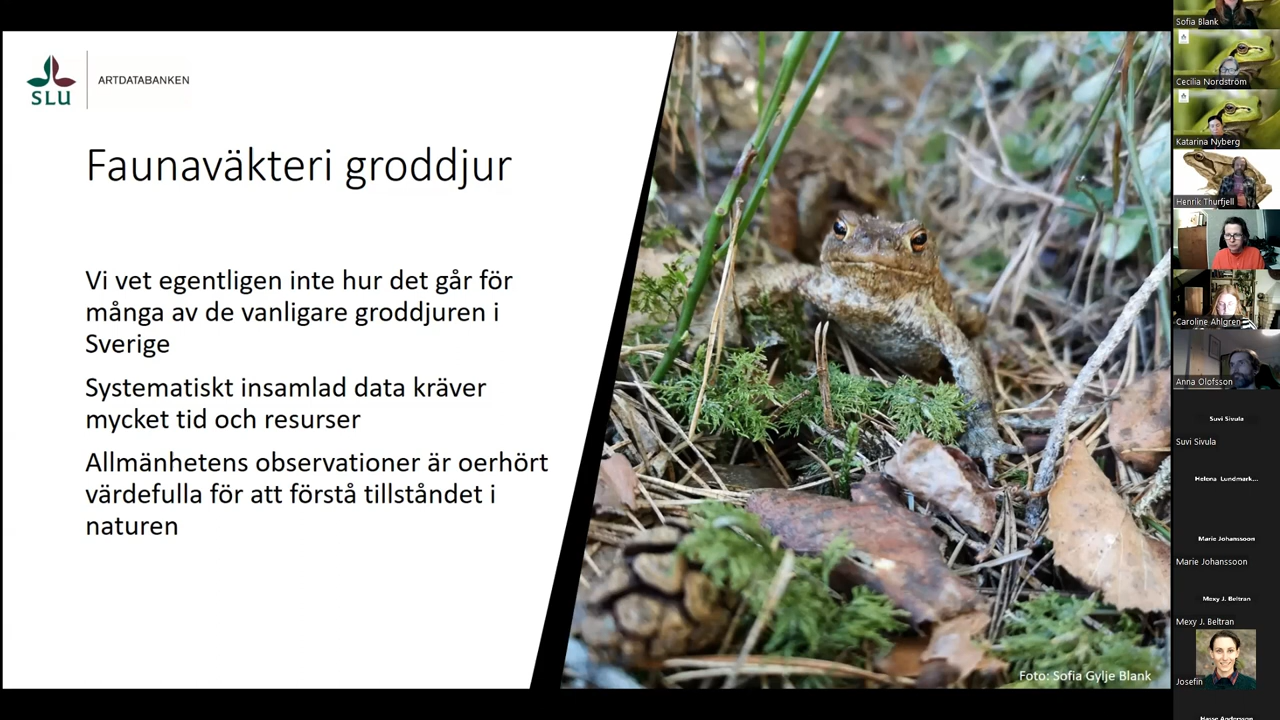 SLU
ARTDATABANKEN
Faunaväkteri groddjur
Vi vet egentligen inte hur det går för
många av de vanligare groddjuren i
Sverige
Systematiskt insamlad data kräver
mycket tid och resurser
Allmänhetens observationer är oerhört
värdefulla för att förstå tillståndet i
naturen
Foto: Sofia Gylje Blank
Sofia Blank
Cecilia Nordström
Katarina Nyberg
Henrik Thurfjell
Caroline Ahlgren
Anna Olofsson
Suvi Sivula
Suvi Sivula
Helena Lundmark...
Marie Johansson
Marie Johansson
Mexy J. Beltran
Mexy J. Beltran
Josefin